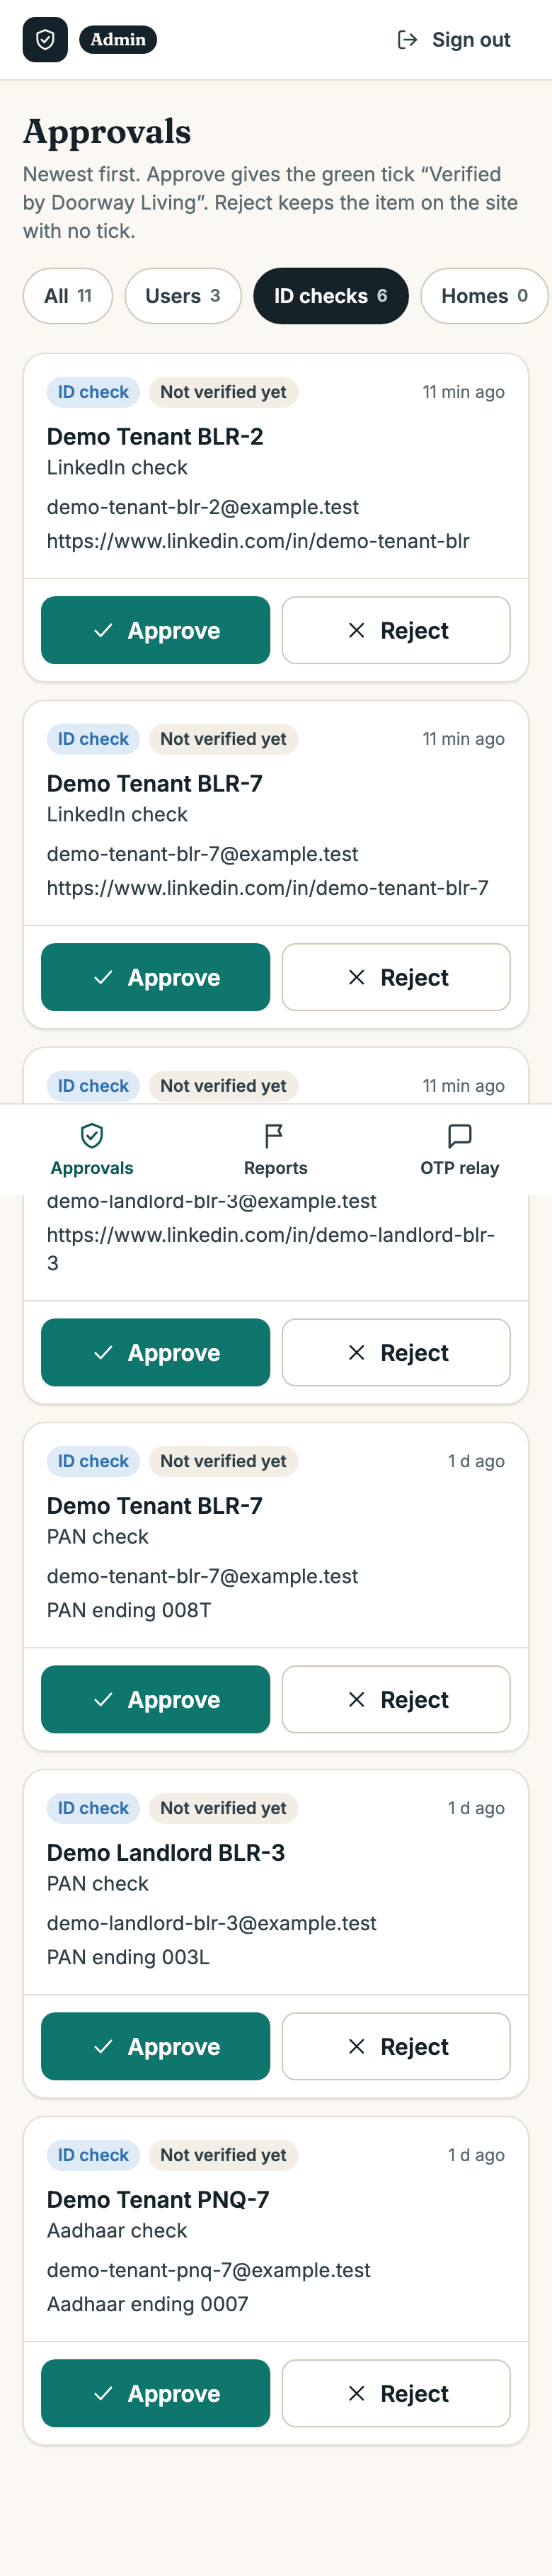 Admin
Sign out
Approvals
Newest first. Approve gives the green tick “Verified
by Doorway Living”. Reject keeps the item on the site
with no tick.
All 11
Users 3
ID checks 6
Homes 0
ID check
Not verified yet
11 min ago
Demo Tenant BLR-2
LinkedIn check
demo-tenant-blr-2@example.test
https://www.linkedin.com/in/demo-tenant-blr
Approve
Reject
ID check
Not verified yet
11 min ago
Demo Tenant BLR-7
LinkedIn check
demo-tenant-blr-7@example.test
https://www.linkedin.com/in/demo-tenant-blr-7
Approve
Reject
ID check
Not verified yet
11 min ago
Approvals
Reports
OTP relay
demo-landlord-blr-3@example.test
https://www.linkedin.com/in/demo-landlord-blr-
3
Approve
Reject
ID check
Not verified yet
1 d ago
Demo Tenant BLR-7
PAN check
demo-tenant-blr-7@example.test
PAN ending 008T
Approve
Reject
ID check
Not verified yet
1 d ago
Demo Landlord BLR-3
PAN check
demo-landlord-blr-3@example.test
PAN ending 003L
Approve
Reject
ID check
Not verified yet
1 d ago
Demo Tenant PNQ-7
Aadhaar check
demo-tenant-pnq-7@example.test
Aadhaar ending 0007
Approve
Reject